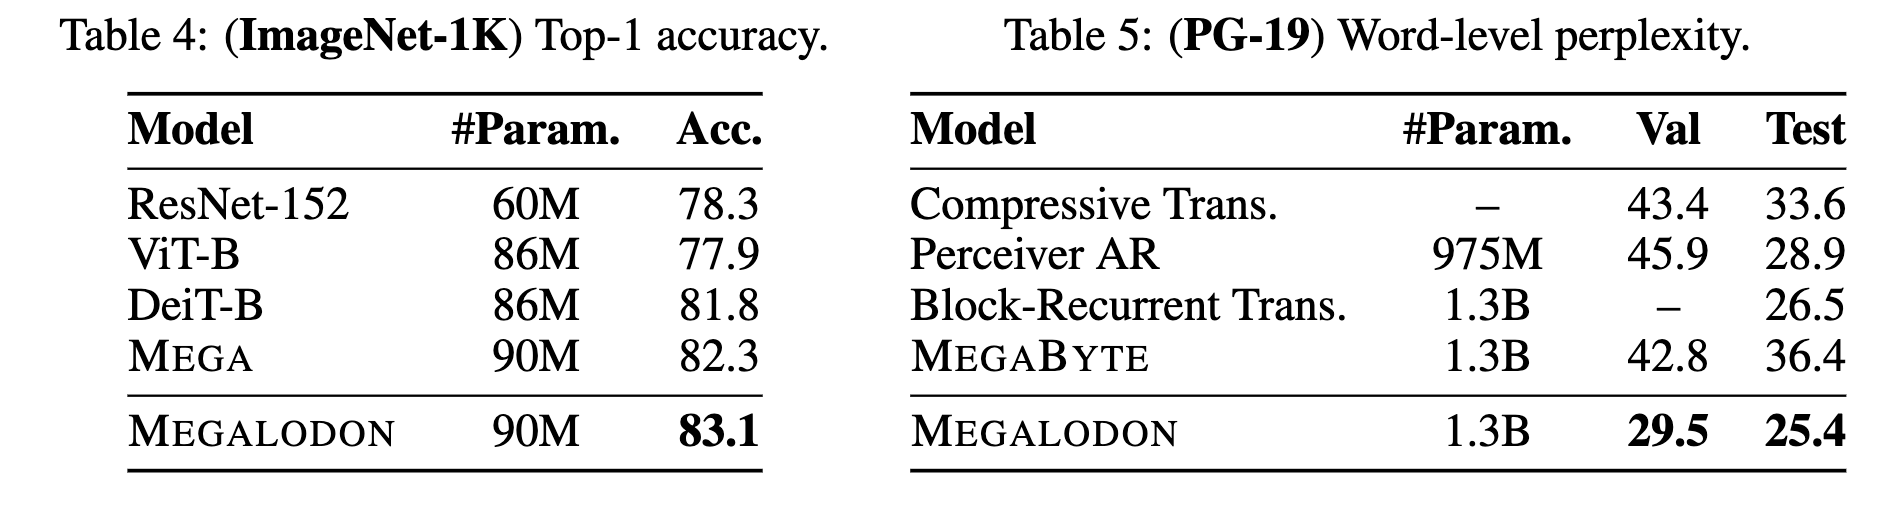 Table 4: (ImageNet-1K) Top-1 accuracy.
Model #Param. Acc.
ResNet-152 60M 78.3
ViT-B 86M 77.9
DeiT-B 86M 81.8
MEGA 90M 82.3
MEGALODON 90M 83.1
Table 5: (PG-19) Word-level perplexity.
Model #Param. Val Test
Compressive Trans. – 43.4 33.6
Perceiver AR 975M 45.9 28.9
Block-Recurrent Trans. 1.3B – 26.5
MEGABYTE 1.3B 42.8 36.4
MEGALODON 1.3B 29.5 25.4